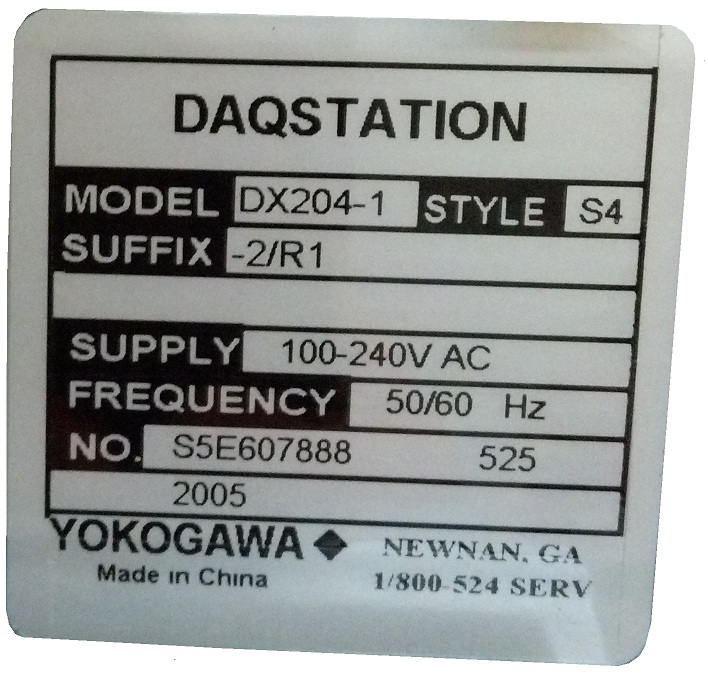 DAQSTATION
MODEL DX204-1 STYLE S4
SUFFIX -2/R1
SUPPLY 100-240V AC
FREQUENCY 50/60 Hz
NO. S5E607888 525
2005
YOKOGAWA NEWNAN, GA
Made in China 1/800-524 SERV